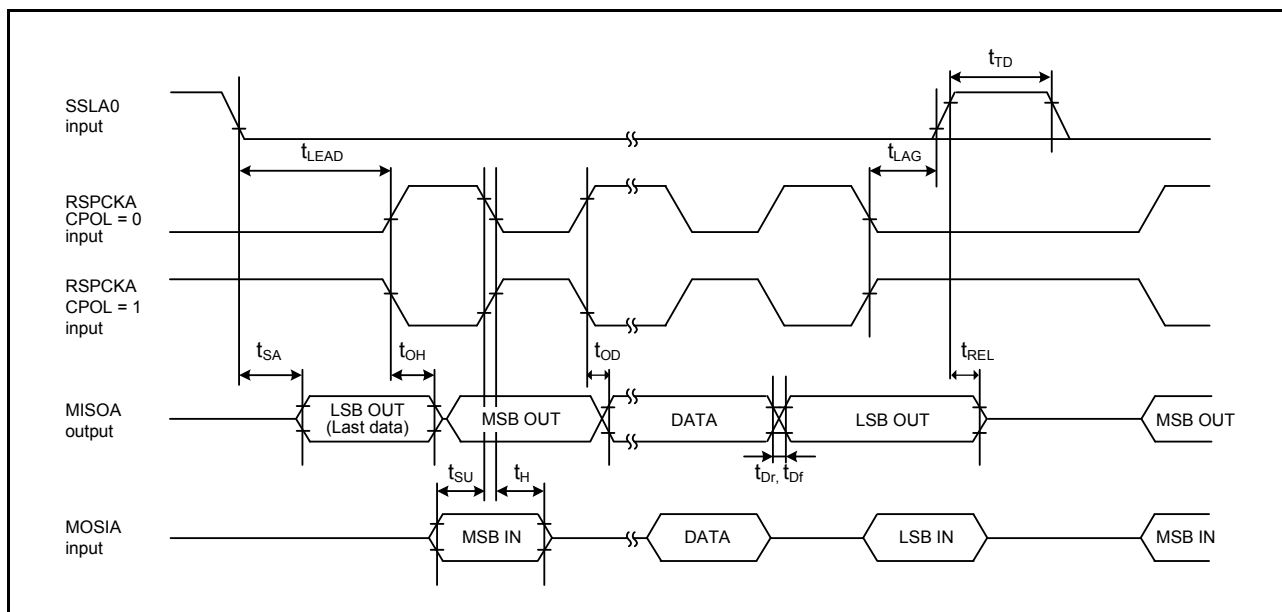 tTD
SSLA0
input
tLEAD
tLAG
RSPCKA
CPOL = 0
input
RSPCKA
CPOL = 1
input
tSA
tOH
tOD
tREL
MISOA
output
LSB OUT
(Last data)
MSB OUT
DATA
LSB OUT
MSB OUT
tSU
tH
tDr, tDf
MOSIA
input
MSB IN
DATA
LSB IN
MSB IN